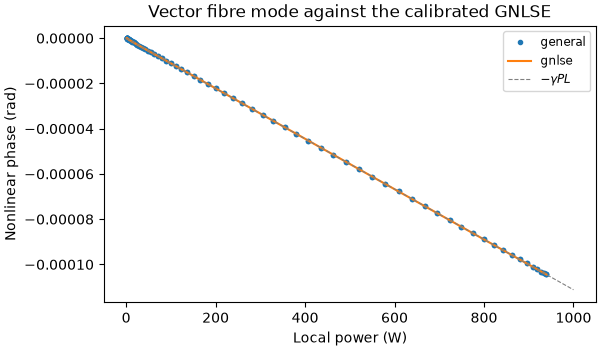 Vector fibre mode against the calibrated GNLSE
0.00000
−0.00002
−0.00004
−0.00006
−0.00008
−0.00010
Nonlinear phase (rad)
general
gnlse
−γPL
0 200 400 600 800 1000
Local power (W)